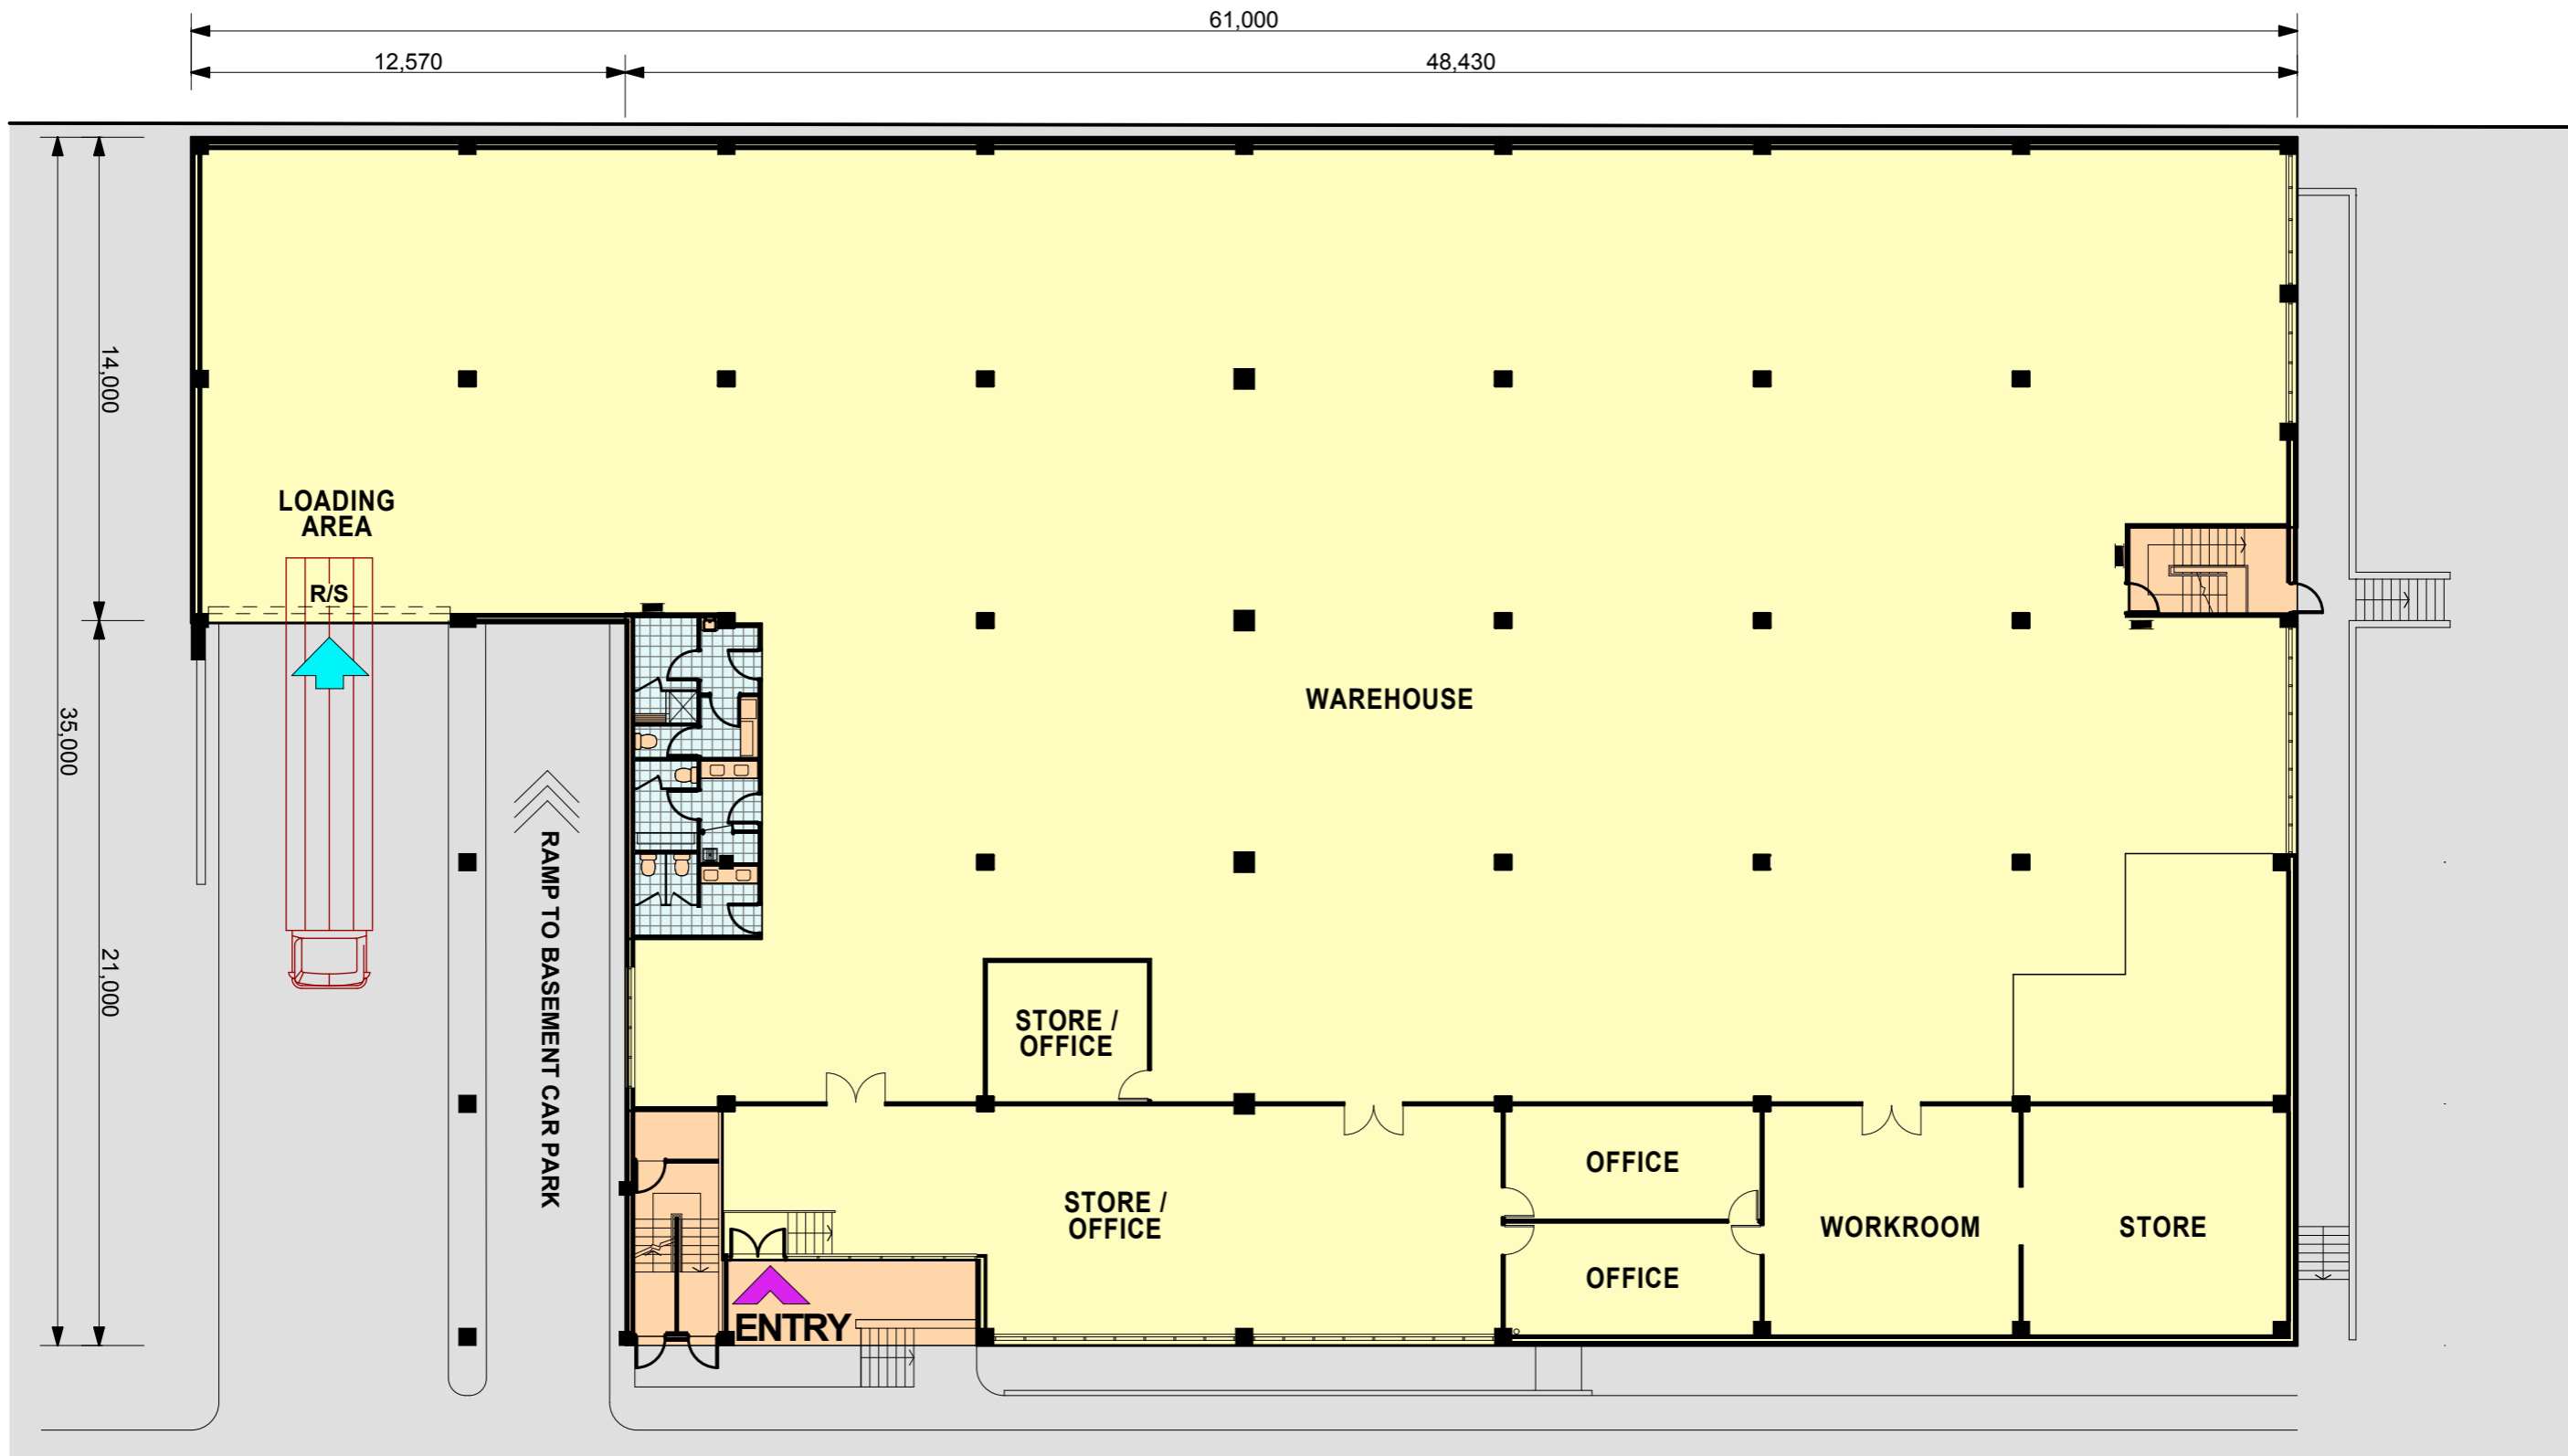 61,000
12,570
48,430
14,000
35,000
21,000
LOADING
AREA
R/S
WAREHOUSE
RAMP TO BASEMENT CAR PARK
STORE /
OFFICE
STORE /
OFFICE
OFFICE
OFFICE
WORKROOM
STORE
ENTRY